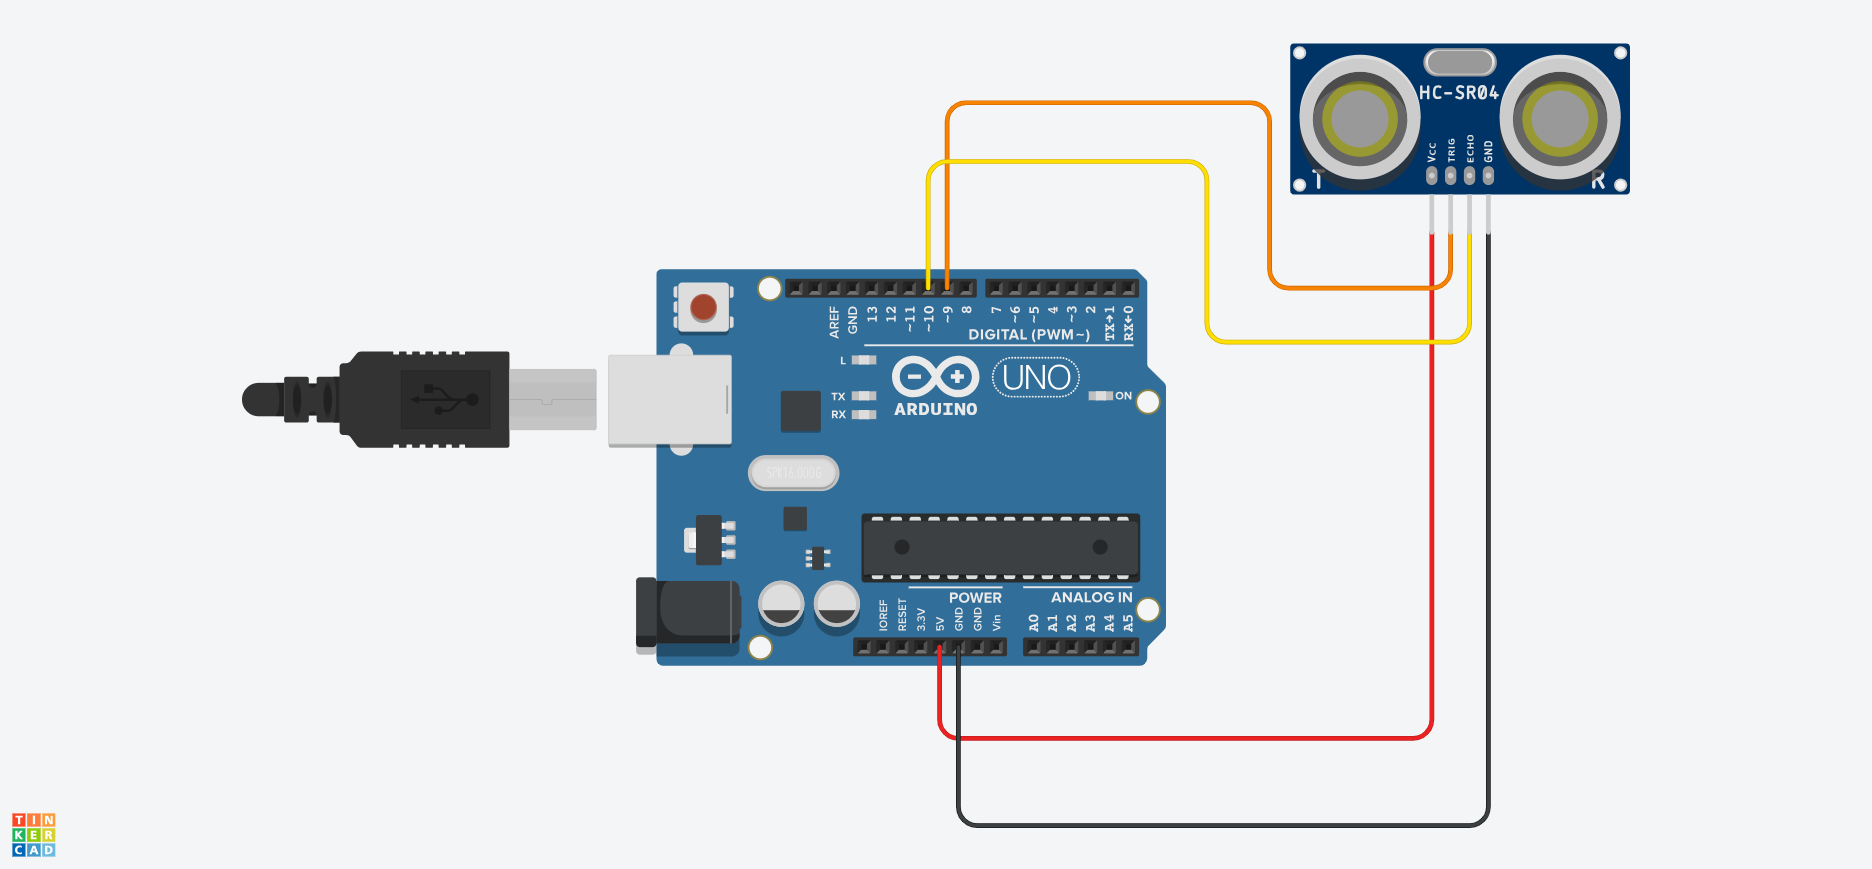 HC-SR04
VCC
TRIG
ECHO
GND
T
R
AREF
GND
13
12
~11
~10
~9
8
7
~6
~5
4
~3
2
TX→1
RX←0
DIGITAL (PWM~)
L
TX
RX
ARDUINO
UNO
ON
SPK16.000G
POWER
ANALOG IN
IOREF
RESET
3.3V
5V
GND
GND
Vin
A0
A1
A2
A3
A4
A5
TIN
KER
CAD